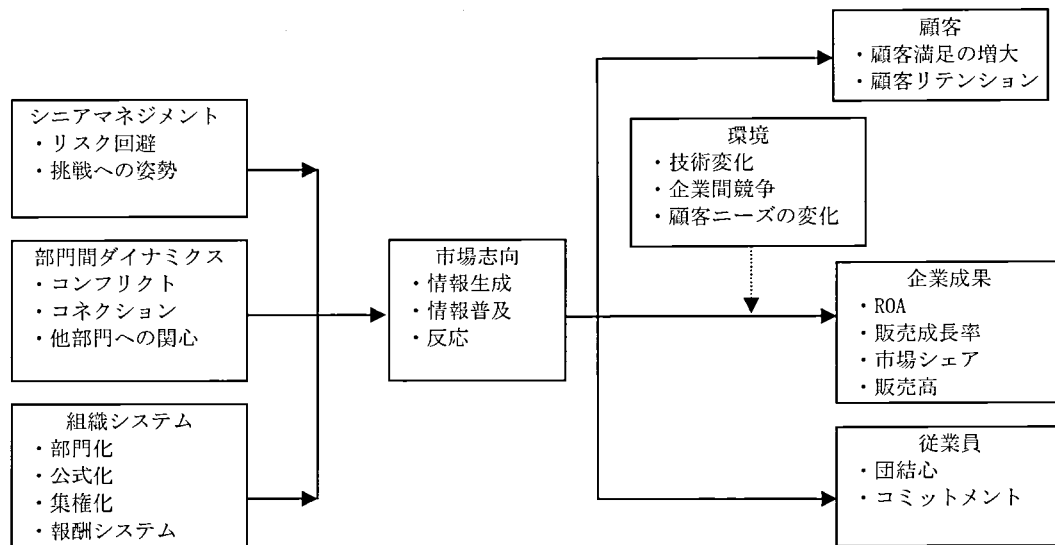 シニアマネジメント
・リスク回避
・挑戦への姿勢
部門間ダイナミクス
・コンフリクト
・コネクション
・他部門への関心
組織システム
・部門化
・公式化
・集権化
・報酬システム
市場志向
・情報生成
・情報普及
・反応
環境
・技術変化
・企業間競争
・顧客ニーズの変化
顧客
・顧客満足の増大
・顧客リテンション
企業成果
・ROA
・販売成長率
・市場シェア
・販売高
従業員
・団結心
・コミットメント